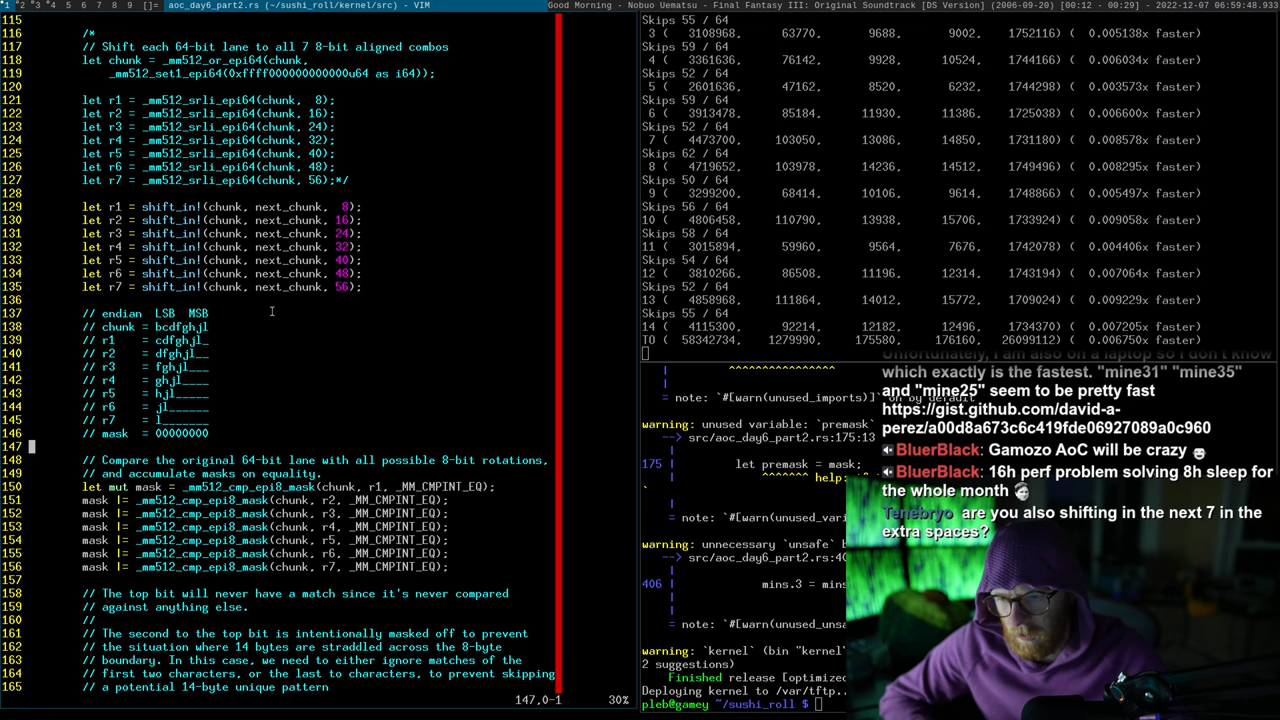 1 2 3 4 5 6 7 8 9 []= aoc_day6_part2.rs (~/sushi_roll/kernel/src) - VIM
Good Morning - Nobuo Uematsu - Final Fantasy III: Original Soundtrack [DS Version] (2006-09-20) [00:12 - 00:29] - 2022-12-07 06:59:48.933
115
116 /*
117 // Shift each 64-bit lane to all 7 8-bit aligned combos
118 let chunk = _mm512_or_epi64(chunk,
119 _mm512_set1_epi64(0xffff000000000000u64 as i64));
120
121 let r1 = _mm512_srli_epi64(chunk, 8);
122 let r2 = _mm512_srli_epi64(chunk, 16);
123 let r3 = _mm512_srli_epi64(chunk, 24);
124 let r4 = _mm512_srli_epi64(chunk, 32);
125 let r5 = _mm512_srli_epi64(chunk, 40);
126 let r6 = _mm512_srli_epi64(chunk, 48);
127 let r7 = _mm512_srli_epi64(chunk, 56);*/
128
129 let r1 = shift_in!(chunk, next_chunk, 8);
130 let r2 = shift_in!(chunk, next_chunk, 16);
131 let r3 = shift_in!(chunk, next_chunk, 24);
132 let r4 = shift_in!(chunk, next_chunk, 32);
133 let r5 = shift_in!(chunk, next_chunk, 40);
134 let r6 = shift_in!(chunk, next_chunk, 48);
135 let r7 = shift_in!(chunk, next_chunk, 56);
136
137 // endian LSB MSB
138 // chunk = bcdfghjl
139 // r1 = cdfghjl_
140 // r2 = dfghjl__
141 // r3 = fghjl___
142 // r4 = ghjl____
143 // r5 = hjl_____
144 // r6 = jl______
145 // r7 = l_______
146 // mask = 00000000
147
148 // Compare the original 64-bit lane with all possible 8-bit rotations,
149 // and accumulate masks on equality.
150 let mut mask = _mm512_cmp_epi8_mask(chunk, r1, _MM_CMPINT_EQ);
151 mask |= _mm512_cmp_epi8_mask(chunk, r2, _MM_CMPINT_EQ);
152 mask |= _mm512_cmp_epi8_mask(chunk, r3, _MM_CMPINT_EQ);
153 mask |= _mm512_cmp_epi8_mask(chunk, r4, _MM_CMPINT_EQ);
154 mask |= _mm512_cmp_epi8_mask(chunk, r5, _MM_CMPINT_EQ);
155 mask |= _mm512_cmp_epi8_mask(chunk, r6, _MM_CMPINT_EQ);
156 mask |= _mm512_cmp_epi8_mask(chunk, r7, _MM_CMPINT_EQ);
157
158 // The top bit will never have a match since it's never compared
159 // against anything else.
160 //
161 // The second to the top bit is intentionally masked off to prevent
162 // the situation where 14 bytes are straddled across the 8-byte
163 // boundary. In this case, we need to either ignore matches of the
164 // first two characters, or the last to characters, to prevent skipping
165 // a potential 14-byte unique pattern
147,0-1 30%
Skips 55 / 64
3 ( 3108968, 63770, 9688, 9002, 1752116) ( 0.005138x faster)
Skips 59 / 64
4 ( 3361636, 76142, 9928, 10524, 1744166) ( 0.006034x faster)
Skips 52 / 64
5 ( 2601636, 47162, 8520, 6232, 1744298) ( 0.003573x faster)
Skips 59 / 64
6 ( 3913478, 85184, 11930, 11386, 1725038) ( 0.006600x faster)
Skips 52 / 64
7 ( 4473700, 103050, 13086, 14850, 1731180) ( 0.008578x faster)
Skips 62 / 64
8 ( 4719652, 103978, 14236, 14512, 1749496) ( 0.008295x faster)
Skips 50 / 64
9 ( 3299200, 68414, 10106, 9614, 1748866) ( 0.005497x faster)
Skips 56 / 64
10 ( 4806458, 110790, 13938, 15706, 1733324) ( 0.009058x faster)
Skips 58 / 64
11 ( 3015894, 59960, 9564, 7676, 1742078) ( 0.004406x faster)
Skips 54 / 64
12 ( 3810266, 86508, 11196, 12314, 1743194) ( 0.007064x faster)
Skips 52 / 64
13 ( 4858968, 111864, 14012, 15772, 1709024) ( 0.009229x faster)
Skips 55 / 64
14 ( 4115300, 92214, 12182, 12496, 1734370) ( 0.007205x faster)
TO ( 58342734, 1279990, 175580, 176160, 26099112) ( 0.006750x faster)
| ^^^^^^^^^^^^^^
|
= note: `#[warn(unused_imports)]` on by default
warning: unused variable: `premask`
--> src/aoc_day6_part2.rs:175:13
|
175 | let premask = mask;
| ^^^^^^^ help:
`
|
= note: `#[warn(unused_vari
warning: unnecessary `unsafe` b
--> src/aoc_day6_part2.rs:40
|
406 | mins.3 = mins
|
|
= note: `#[warn(unused_unsa
warning: `kernel` (bin "kernel"
2 suggestions)
Finished release [optimized
Deploying kernel to /var/tftp..
pleb@gamey ~/sushi_roll $
Unfortunately, I am also on a laptop so I don't know
which exactly is the fastest. "mine31" "mine35"
and "mine25" seem to be pretty fast
https://gist.github.com/david-a-
perez/a00d8a673c6c419fde06927089a0c960
BluerBlack: Gamozo AoC will be crazy
BluerBlack: 16h perf problem solving 8h sleep for
the whole month
Tenebryo are you also shifting in the next 7 in the
extra spaces?